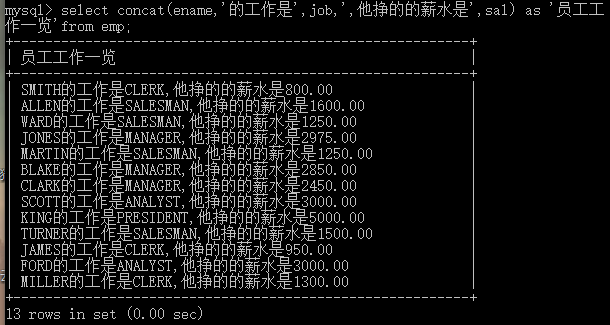 mysql> select concat(ename,'的工作是',job,',他挣的的薪水是',sal) as '员工工
作一览'from emp;
员工工作一览
SMITH的工作是CLERK,他挣的的薪水是800.00
ALLEN的工作是SALESMAN,他挣的的薪水是1600.00
WARD的工作是SALESMAN,他挣的的薪水是1250.00
JONES的工作是MANAGER,他挣的的薪水是2975.00
MARTIN的工作是SALESMAN,他挣的的薪水是1250.00
BLAKE的工作是MANAGER,他挣的的薪水是2850.00
CLARK的工作是MANAGER,他挣的的薪水是2450.00
SCOTT的工作是ANALYST,他挣的的薪水是3000.00
KING的工作是PRESIDENT,他挣的的薪水是5000.00
TURNER的工作是SALESMAN,他挣的的薪水是1500.00
JAMES的工作是CLERK,他挣的的薪水是950.00
FORD的工作是ANALYST,他挣的的薪水是3000.00
MILLER的工作是CLERK,他挣的的薪水是1300.00
13 rows in set (0.00 sec)